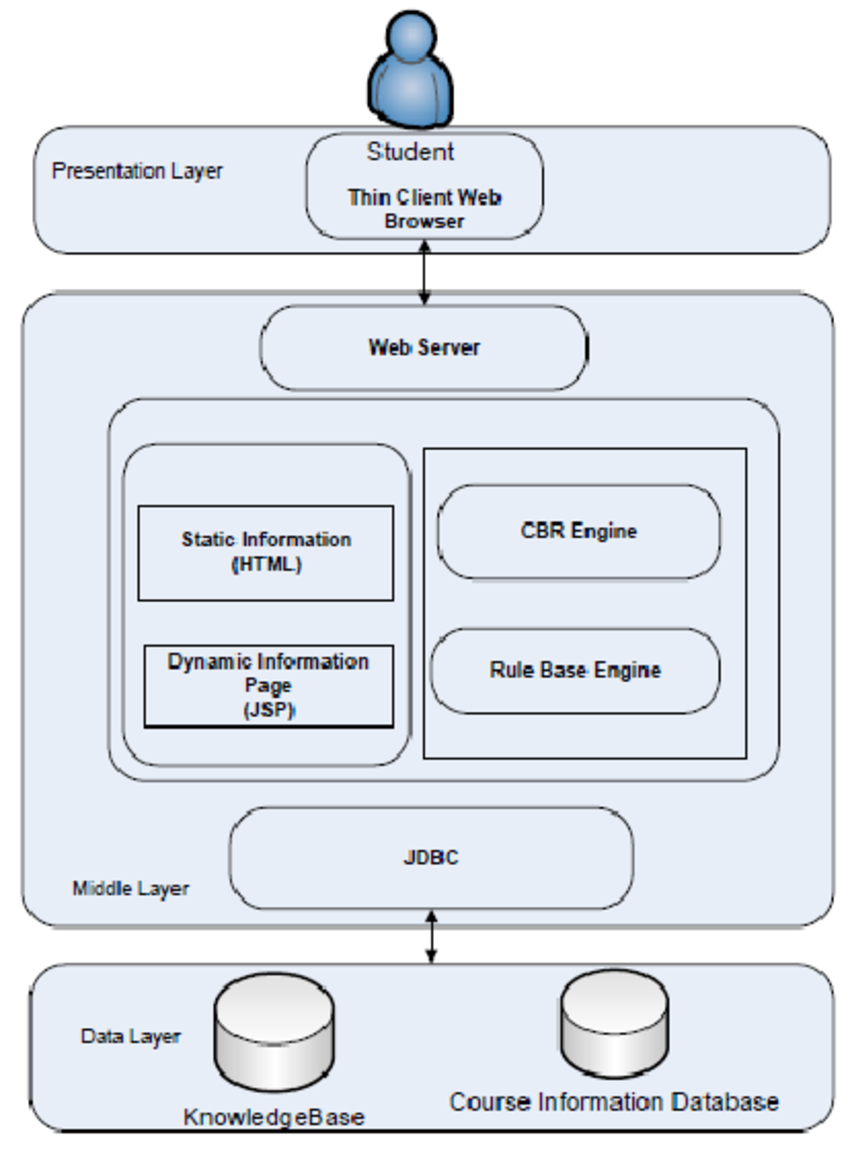 Student
Presentation Layer
Thin Client Web
Browser
Web Server
Static Information
(HTML)
CBR Engine
Dynamic Information
Page
(JSP)
Rule Base Engine
JDBC
Middle Layer
Data Layer
KnowledgeBase
Course Information Database